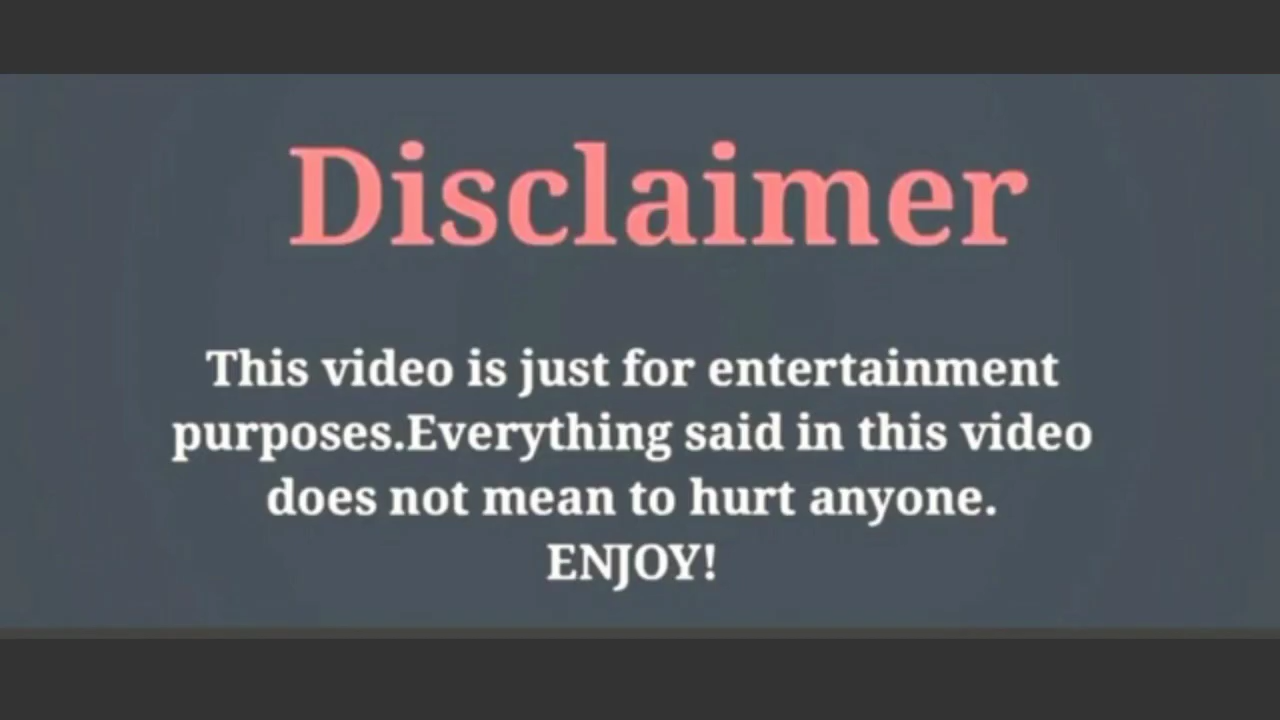 Disclaimer
This video is just for entertainment
purposes.Everything said in this video
does not mean to hurt anyone.
ENJOY!